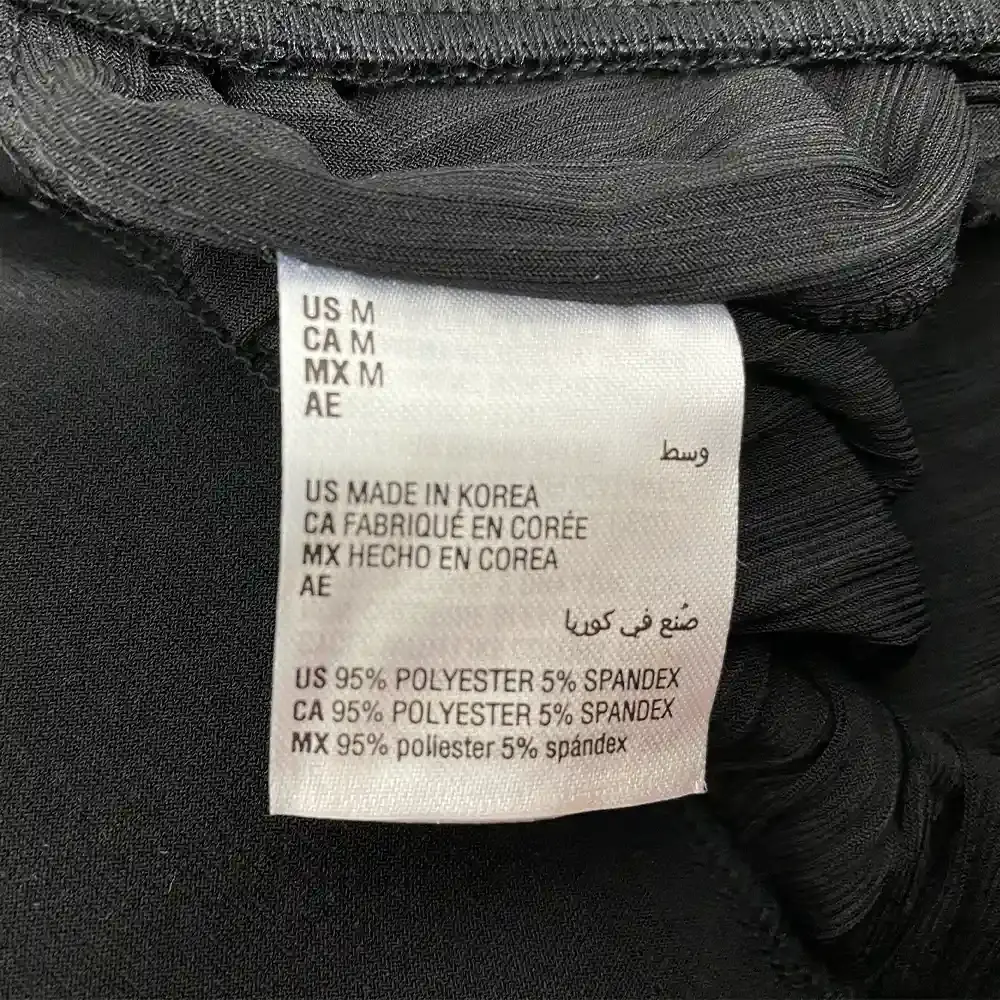 US M
CA M
MX M
AE
وسط
US MADE IN KOREA
CA FABRIQUÉ EN CORÉE
MX HECHO EN COREA
AE
صُنع في كوريا
US 95% POLYESTER 5% SPANDEX
CA 95% POLYESTER 5% SPANDEX
MX 95% poliester 5% spándex